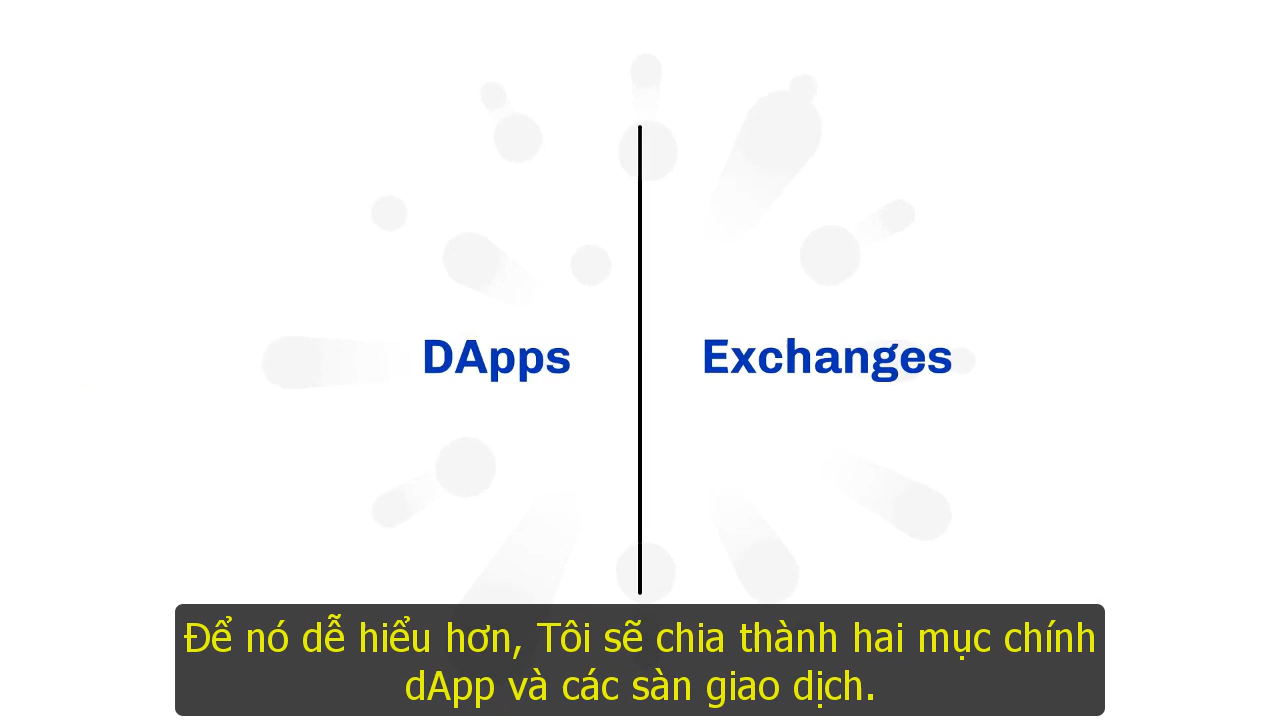 DApps
Exchanges
Để nó dễ hiểu hơn, Tôi sẽ chia thành hai mục chính
dApp và các sàn giao dịch.